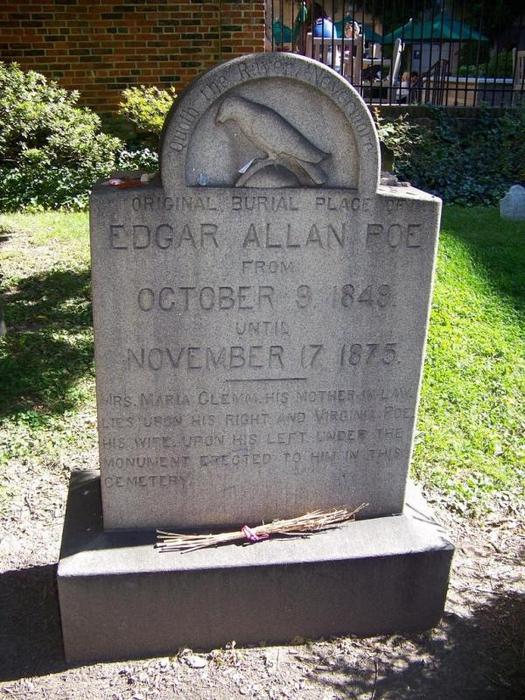 QUOTH THE RAVEN, NEVERMORE
ORIGINAL BURIAL PLACE OF
EDGAR ALLAN POE
FROM
OCTOBER 9, 1849.
UNTIL
NOVEMBER 17, 1875.
MRS. MARIA CLEMM, HIS MOTHER-IN-LAW
LIES UPON HIS RIGHT AND VIRGINIA POE
HIS WIFE, UPON HIS LEFT, UNDER THE
MONUMENT ERECTED TO HIM IN THIS
CEMETERY.